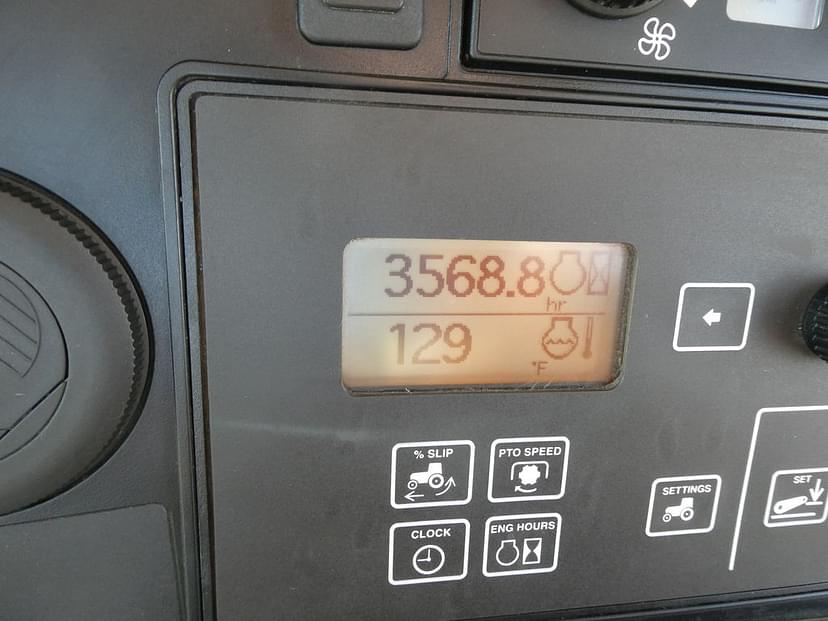 3568.8
hr
129
°F
% SLIP
PTO SPEED
CLOCK
ENG HOURS
SETTINGS
SET